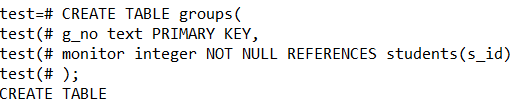 test=# CREATE TABLE groups(
test(# g_no text PRIMARY KEY,
test(# monitor integer NOT NULL REFERENCES students(s_id)
test(# );
CREATE TABLE